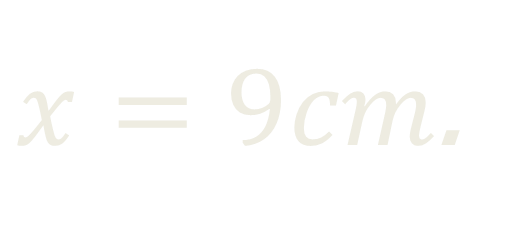 x = 9cm.